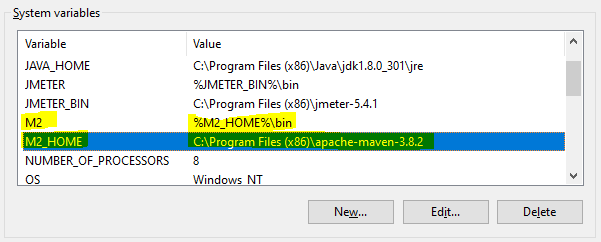 System variables
Variable Value
JAVA_HOME C:\Program Files (x86)\Java\jdk1.8.0_301\jre
JMETER %JMETER_BIN%\bin
JMETER_BIN C:\Program Files (x86)\jmeter-5.4.1
M2 %M2_HOME%\bin
M2_HOME C:\Program Files (x86)\apache-maven-3.8.2
NUMBER_OF_PROCESSORS 8
OS Windows_NT
New... Edit... Delete